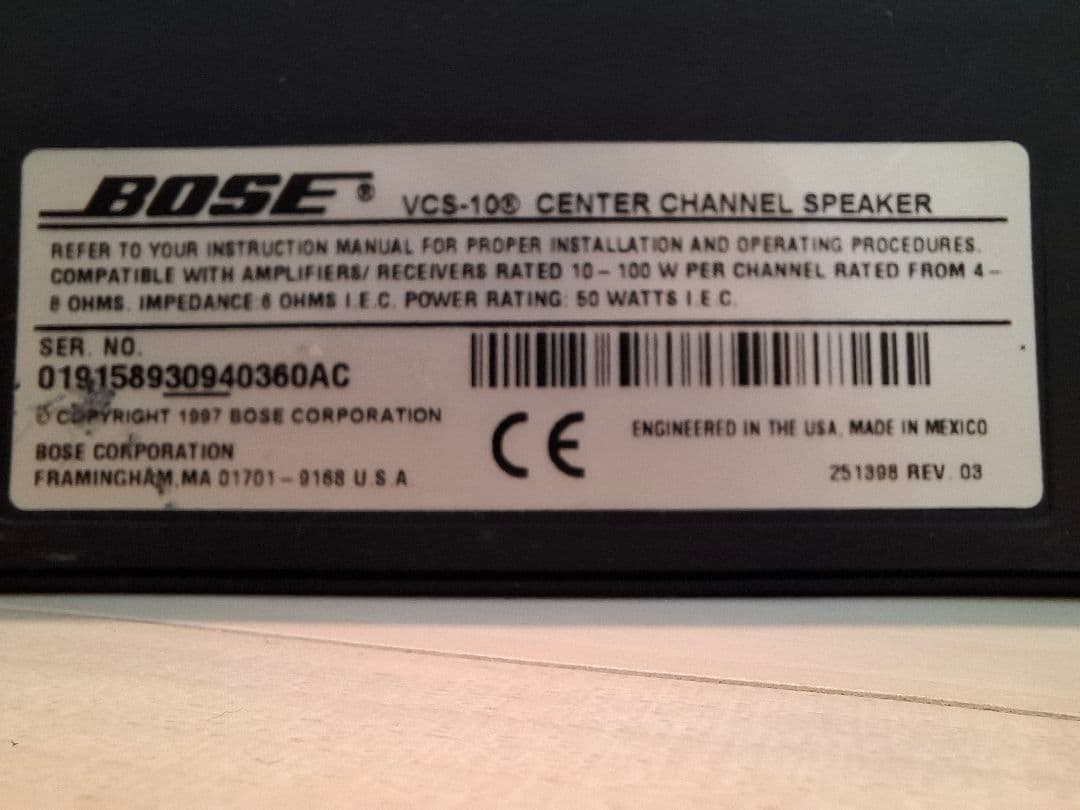 BOSE® VCS-10® CENTER CHANNEL SPEAKER
REFER TO YOUR INSTRUCTION MANUAL FOR PROPER INSTALLATION AND OPERATING PROCEDURES.
COMPATIBLE WITH AMPLIFIERS/ RECEIVERS RATED 10 – 100 W PER CHANNEL RATED FROM 4 –
8 OHMS. IMPEDANCE 6 OHMS I.E.C. POWER RATING: 50 WATTS I.E.C.
SER. NO.
019158930940360AC
© COPYRIGHT 1997 BOSE CORPORATION
BOSE CORPORATION
FRAMINGHAM, MA 01701 – 9168 U.S.A
CE
ENGINEERED IN THE USA. MADE IN MEXICO
251398 REV. 03